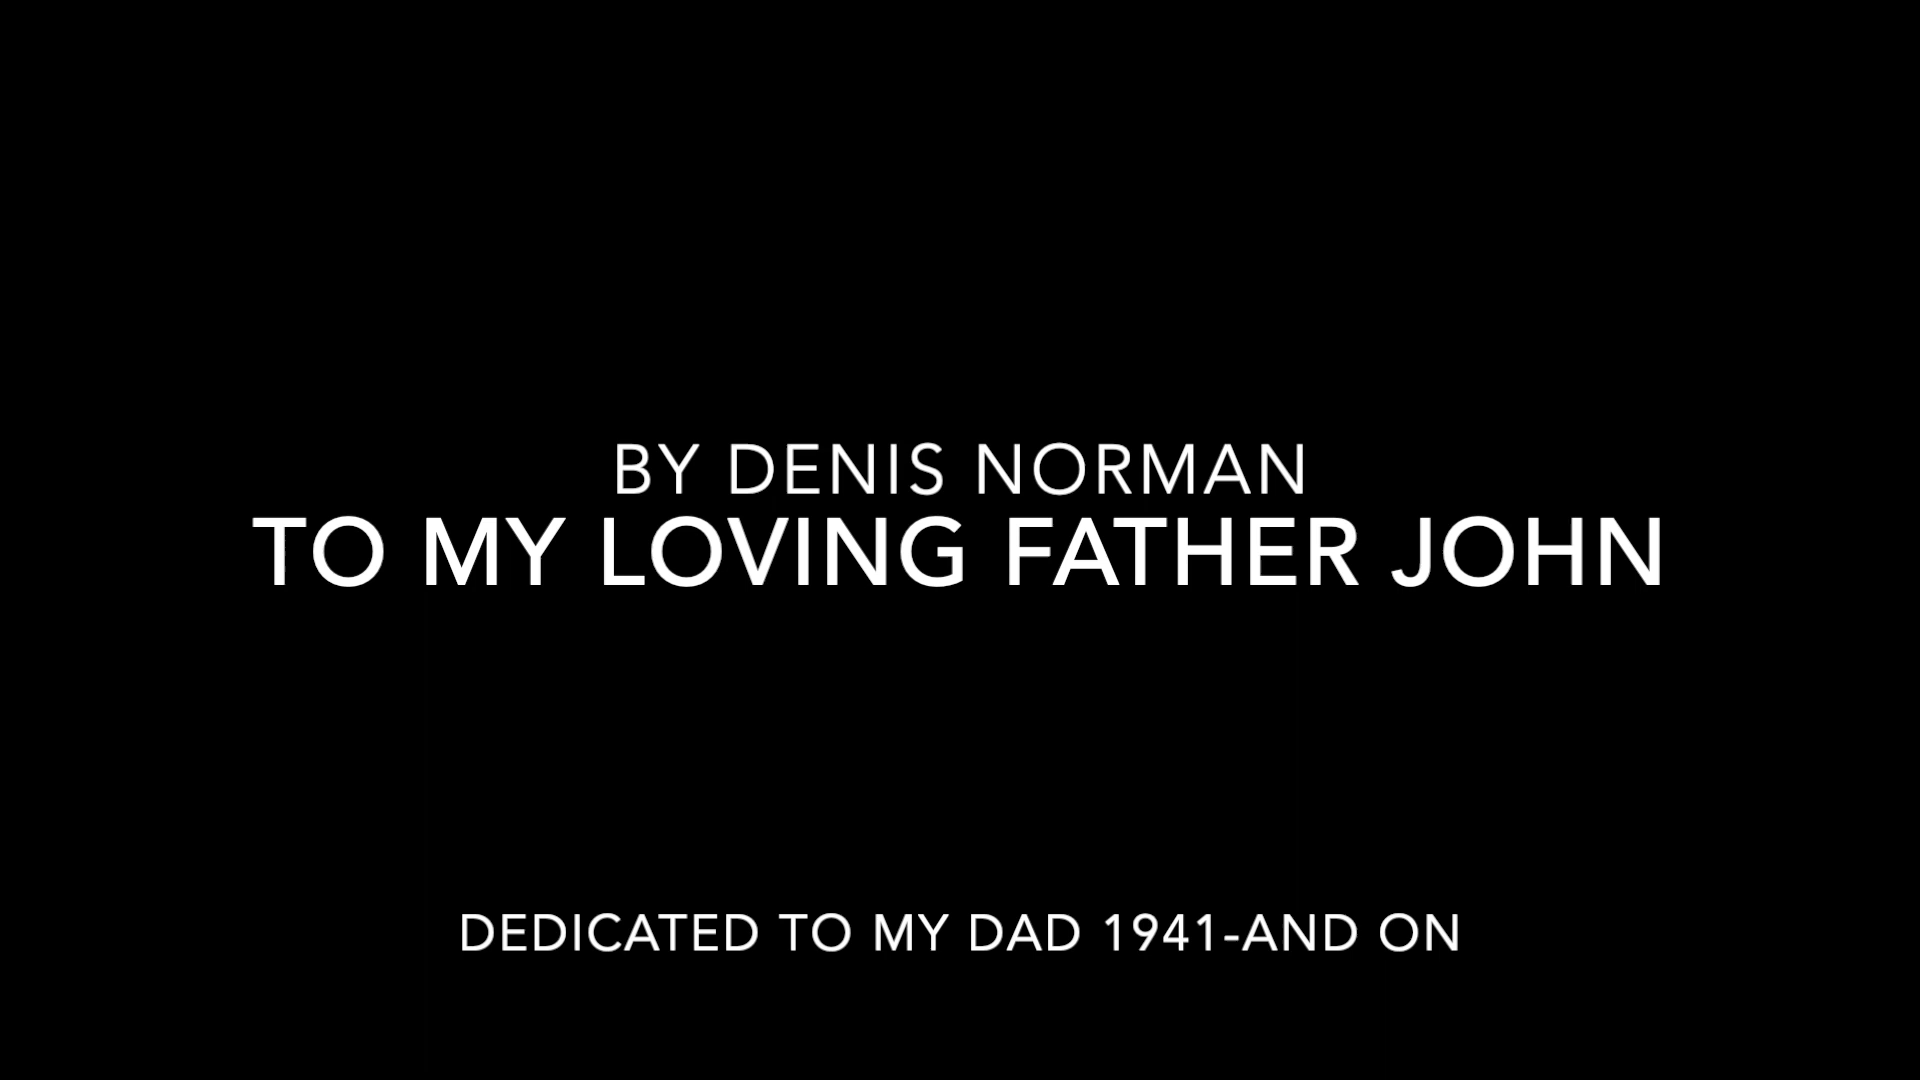 BY DENIS NORMAN
TO MY LOVING FATHER JOHN
DEDICATED TO MY DAD 1941-AND ON